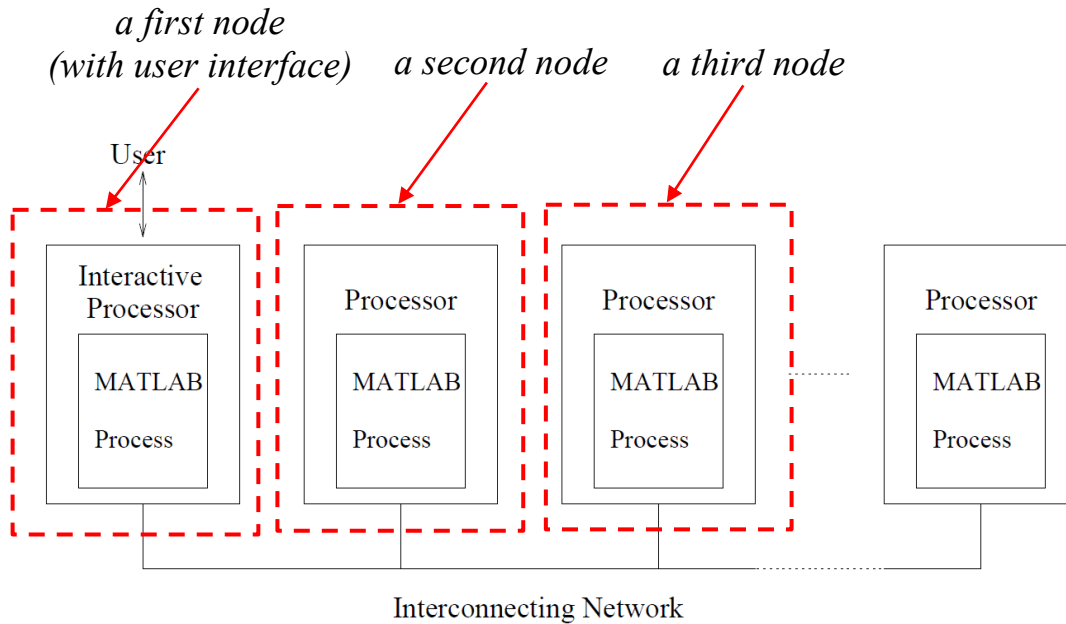 a first node
(with user interface)
a second node
a third node
User
Interactive
Processor
MATLAB
Process
Processor
MATLAB
Process
Processor
MATLAB
Process
Processor
MATLAB
Process
Interconnecting Network